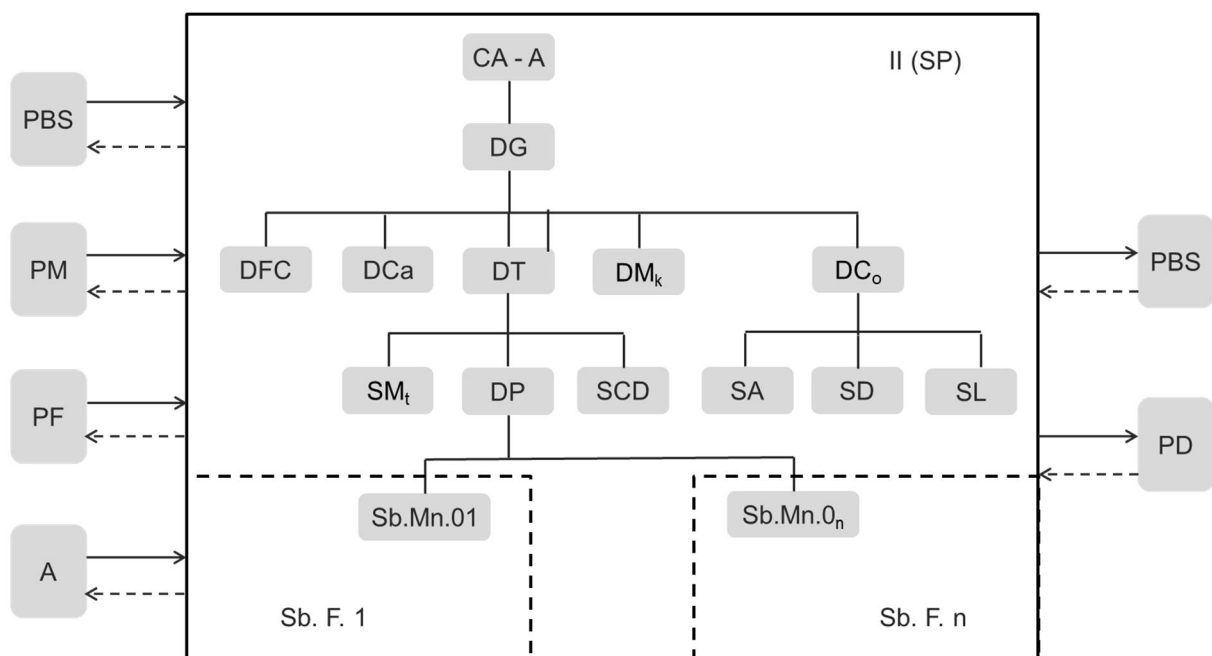 CA - A
II (SP)
PBS
DG
PM
DFC
DCa
DT
DMk
DCo
PBS
PF
SMt
DP
SCD
SA
SD
SL
PD
Sb.Mn.01
Sb.Mn.0n
A
Sb. F. 1
Sb. F. n